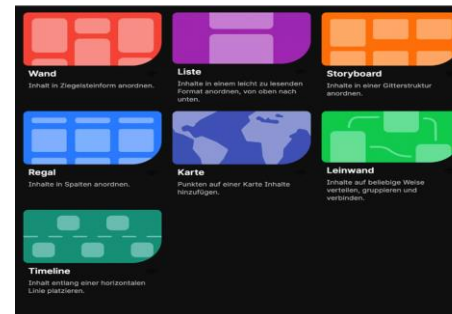 Wand
Inhalt in Ziegelsteinform anordnen.
Liste
Inhalte in einem leicht zu lesenden
Format anordnen, von oben nach
unten.
Storyboard
Inhalte in einer Gitterstruktur
anordnen.
Regal
Inhalte in Spalten anordnen.
Karte
Punkten auf einer Karte Inhalte
hinzufügen.
Leinwand
Inhalte auf beliebige Weise
verteilen, gruppieren und
verbinden.
Timeline
Inhalt entlang einer horizontalen
Linie platzieren.